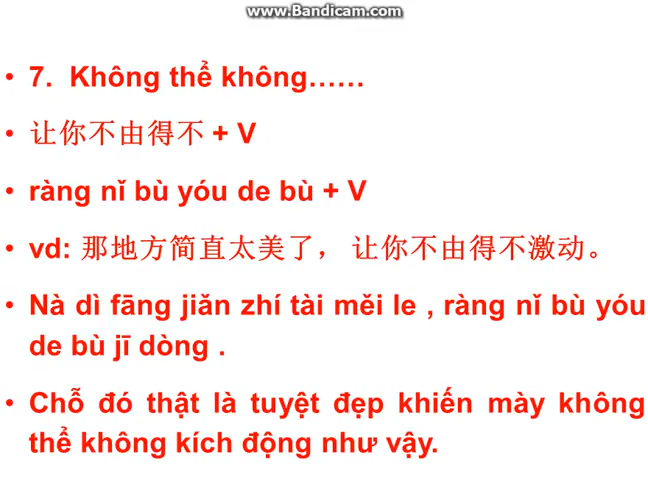 www.Bandicam.com
• 7. Không thể không……
• 让你不由得不 + V
• ràng nǐ bù yóu de bù + V
• vd: 那地方简直太美了， 让你不由得不激动。
• Nà dì fāng jiǎn zhí tài měi le , ràng nǐ bù yóu
de bù jī dòng .
• Chỗ đó thật là tuyệt đẹp khiến mày không
thể không kích động như vậy.